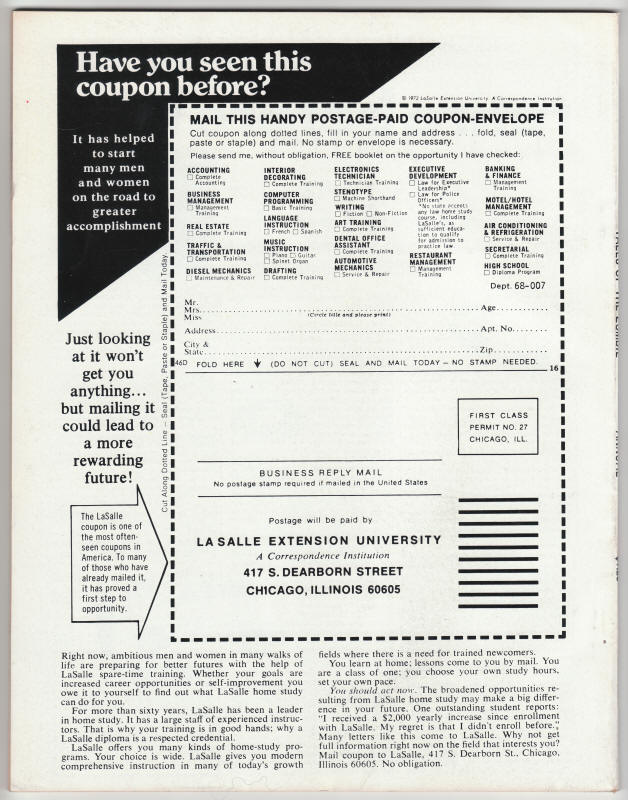 Have you seen this
coupon before?
It has helped
to start
many men
and women
on the road to
greater
accomplishment
Just looking
at it won't
get you
anything...
but mailing it
could lead to
a more
rewarding
future!
The LaSalle
coupon is one of
the most often-
seen coupons in
America. To many
of those who have
already mailed it,
it has proved a
first step to
opportunity.
Cut Along Dotted Line — Seal (Tape, Paste or Staple) and Mail Today
© 1972 LaSalle Extension University. A Correspondence Institution
MAIL THIS HANDY POSTAGE-PAID COUPON-ENVELOPE
Cut coupon along dotted lines, fill in your name and address . . . fold, seal (tape,
paste or staple) and mail. No stamp or envelope is necessary.
Please send me, without obligation, FREE booklet on the opportunity I have checked:
ACCOUNTING
□ Complete
Accounting
BUSINESS
MANAGEMENT
□ Management
Training
REAL ESTATE
□ Complete Training
TRAFFIC &
TRANSPORTATION
□ Complete Training
DIESEL MECHANICS
□ Maintenance & Repair
INTERIOR
DECORATING
□ Complete Training
COMPUTER
PROGRAMMING
□ Basic Training
LANGUAGE
INSTRUCTION
□ French □ Spanish
MUSIC
INSTRUCTION
□ Piano □ Guitar
□ Spinet Organ
DRAFTING
□ Complete Training
ELECTRONICS
TECHNICIAN
□ Technician Training
STENOTYPE
□ Machine Shorthand
WRITING
□ Fiction □ Non-Fiction
ART TRAINING
□ Complete Training
DENTAL OFFICE
ASSISTANT
□ Complete Training
AUTOMOTIVE
MECHANICS
□ Service & Repair
EXECUTIVE
DEVELOPMENT
□ Law for Executive
Leadership*
□ Law for Police
Officers*
*No state accepts
any law home study
course, including
LaSalle's, as
sufficient educa-
tion to qualify
for admission to
practice law.
RESTAURANT
MANAGEMENT
□ Management
Training
BANKING
& FINANCE
□ Management
Training
MOTEL/HOTEL
MANAGEMENT
□ Complete Training
AIR CONDITIONING
& REFRIGERATION
□ Service & Repair
SECRETARIAL
□ Complete Training
HIGH SCHOOL
□ Diploma Program
Dept. 68-007
Mr.
Mrs.
Miss
(Circle title and please print)
Age
Address
Apt. No.
City &
State
Zip
46D FOLD HERE (DO NOT CUT) SEAL AND MAIL TODAY – NO STAMP NEEDED.
16
FIRST CLASS
PERMIT NO. 27
CHICAGO, ILL.
BUSINESS REPLY MAIL
No postage stamp required if mailed in the United States
Postage will be paid by
LA SALLE EXTENSION UNIVERSITY
A Correspondence Institution
417 S. DEARBORN STREET
CHICAGO, ILLINOIS 60605
Right now, ambitious men and women in many walks of
life are preparing for better futures with the help of
LaSalle spare-time training. Whether your goals are
increased career opportunities or self-improvement you
owe it to yourself to find out what LaSalle home study
can do for you.
For more than sixty years, LaSalle has been a leader
in home study. It has a large staff of experienced instruc-
tors. That is why your training is in good hands; why a
LaSalle diploma is a respected credential.
LaSalle offers you many kinds of home-study pro-
grams. Your choice is wide. LaSalle gives you modern
comprehensive instruction in many of today's growth
fields where there is a need for trained newcomers.
You learn at home; lessons come to you by mail. You
are a class of one; you choose your own study hours,
set your own pace.
You should act now. The broadened opportunities re-
sulting from LaSalle home study may make a big differ-
ence in your future. One outstanding student reports:
"I received a $2,000 yearly increase since enrollment
with LaSalle. My regret is that I didn't enroll before."
Many letters like this come to LaSalle. Why not get
full information right now on the field that interests you?
Mail coupon to LaSalle, 417 S. Dearborn St., Chicago,
Illinois 60605. No obligation.